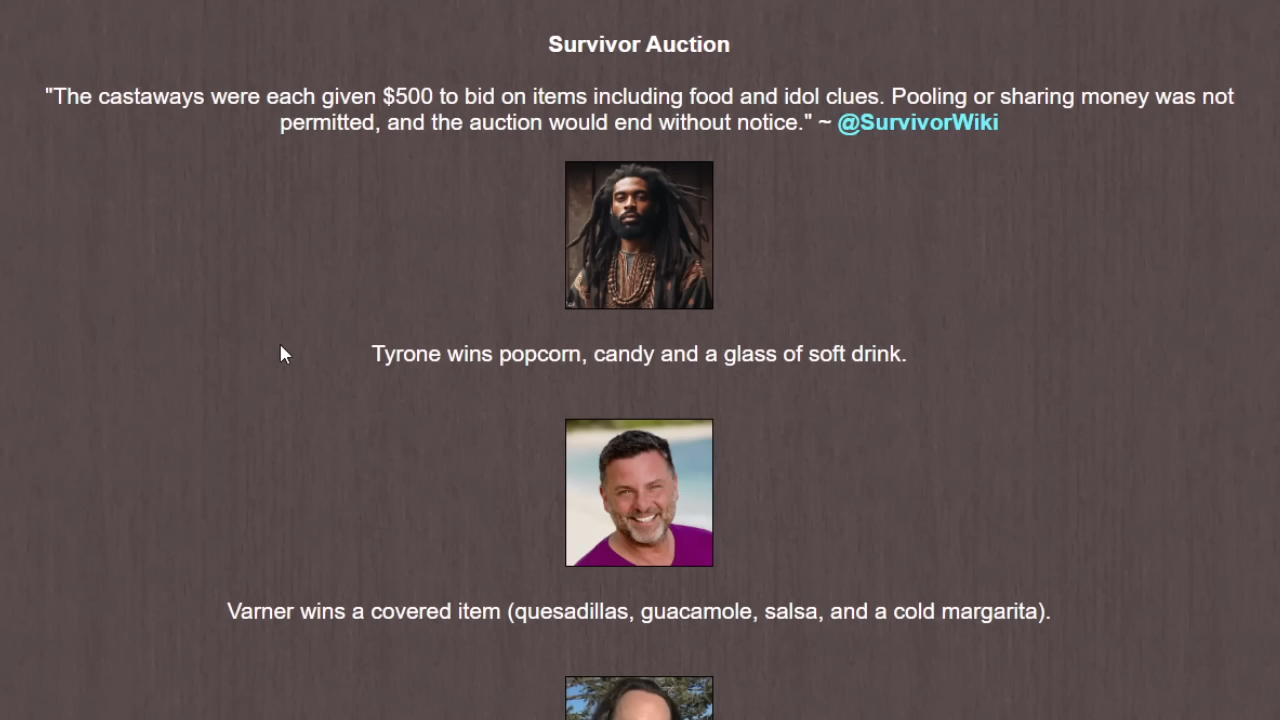 Survivor Auction
"The castaways were each given $500 to bid on items including food and idol clues. Pooling or sharing money was not
permitted, and the auction would end without notice." ~ @SurvivorWiki
Tyrone wins popcorn, candy and a glass of soft drink.
Varner wins a covered item (quesadillas, guacamole, salsa, and a cold margarita).